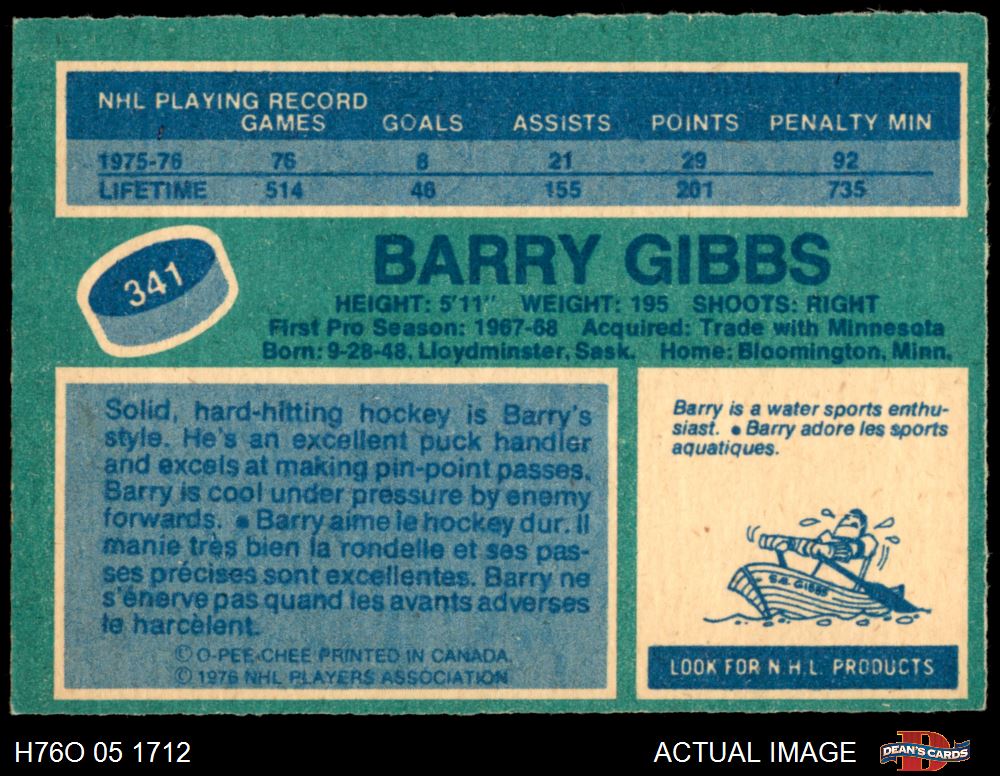 NHL PLAYING RECORD
GAMES GOALS ASSISTS POINTS PENALTY MIN
1975-76 76 8 21 29 92
LIFETIME 514 46 155 201 735
341
BARRY GIBBS
HEIGHT: 5'11" WEIGHT: 195 SHOOTS: RIGHT
First Pro Season: 1967-68 Acquired: Trade with Minnesota
Born: 9-28-48, Lloydminster, Sask. Home: Bloomington, Minn.
Solid, hard-hitting hockey is Barry's
style. He's an excellent puck handler
and excels at making pin-point passes.
Barry is cool under pressure by enemy
forwards. • Barry aime le hockey dur. Il
manie très bien la rondelle et ses pas-
ses précises sont excellentes. Barry ne
s'énerve pas quand les avants adverses
le harcèlent.
© O-PEE-CHEE PRINTED IN CANADA
© 1976 NHL PLAYERS ASSOCIATION
Barry is a water sports enthu-
siast. • Barry adore les sports
aquatiques.
S.S. GIBBS
LOOK FOR N.H.L. PRODUCTS
H76O 05 1712
ACTUAL IMAGE
D
DEAN'S CARDS